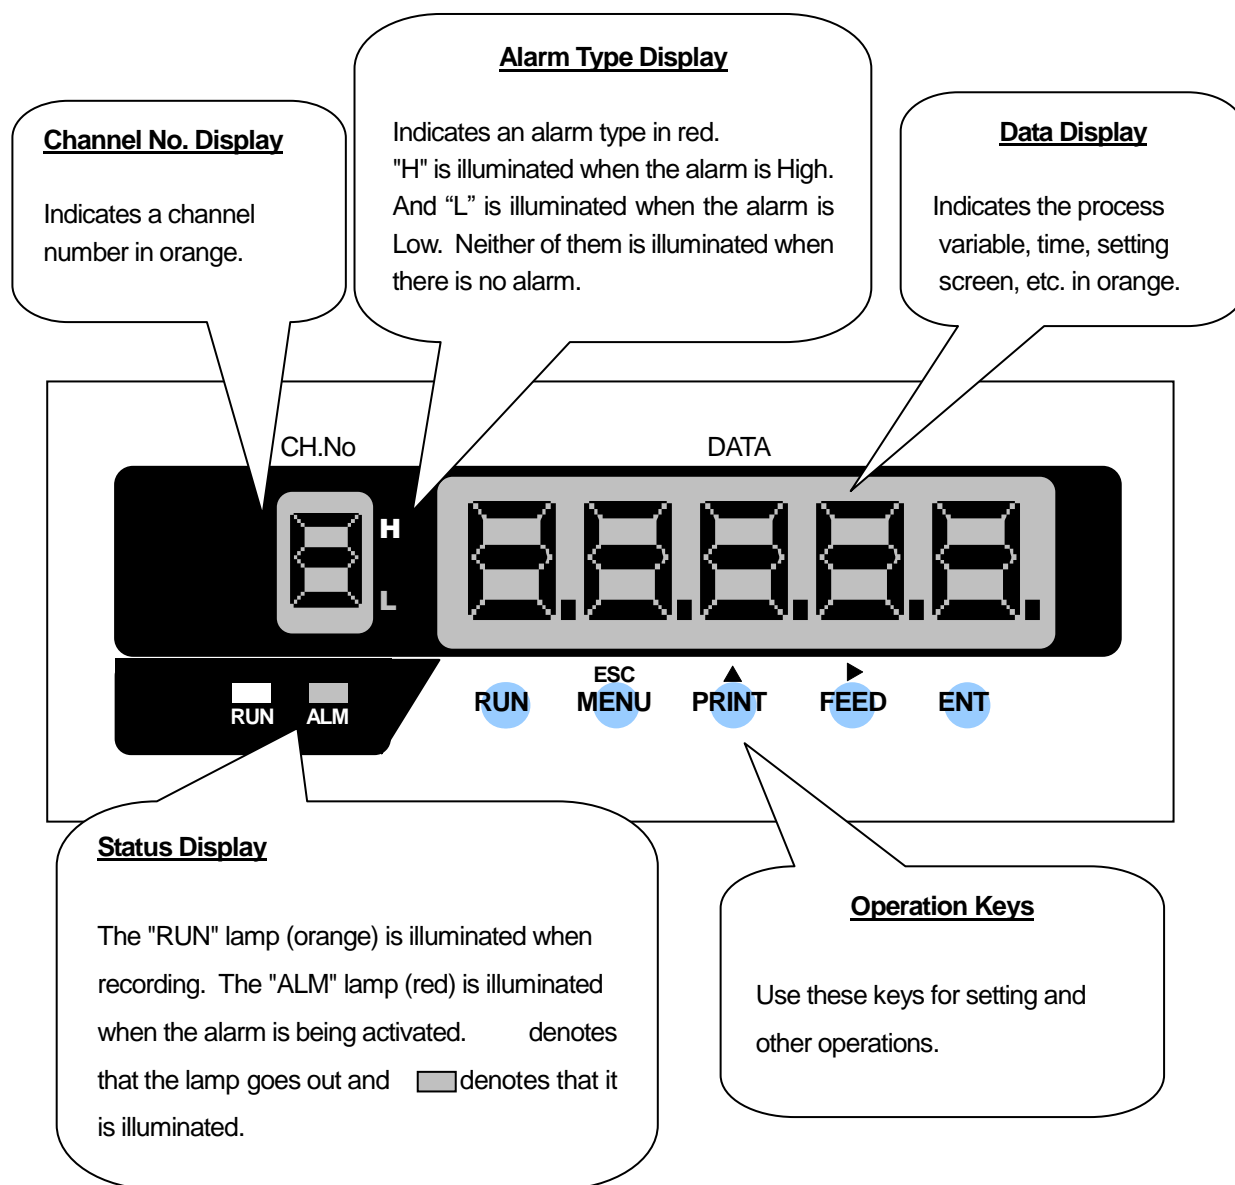 Alarm Type Display
Indicates an alarm type in red.
"H" is illuminated when the alarm is High.
And “L” is illuminated when the alarm is
Low. Neither of them is illuminated when
there is no alarm.
Channel No. Display
Indicates a channel
number in orange.
Data Display
Indicates the process
variable, time, setting
screen, etc. in orange.
CH.No
DATA
H
L
RUN
ALM
RUN
ESC
MENU
PRINT
FEED
ENT
Status Display
The "RUN" lamp (orange) is illuminated when
recording. The "ALM" lamp (red) is illuminated
when the alarm is being activated. denotes
that the lamp goes out and denotes that it
is illuminated.
Operation Keys
Use these keys for setting and
other operations.